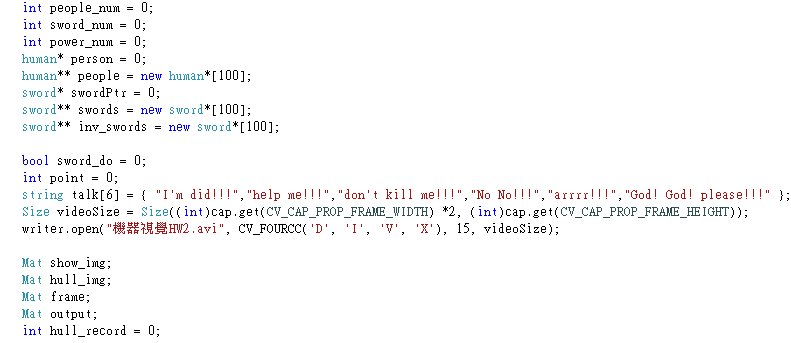 int people_num = 0;
int sword_num = 0;
int power_num = 0;
human* person = 0;
human** people = new human*[100];
sword* swordPtr = 0;
sword** swords = new sword*[100];
sword** inv_swords = new sword*[100];
bool sword_do = 0;
int point = 0;
string talk[6] = { "I'm did!!!","help me!!!","don't kill me!!!","No No!!!","arrrr!!!","God! God! please!!!" };
Size videoSize = Size((int)cap.get(CV_CAP_PROP_FRAME_WIDTH) *2, (int)cap.get(CV_CAP_PROP_FRAME_HEIGHT));
writer.open("機器視覺HW2.avi", CV_FOURCC('D', 'I', 'V', 'X'), 15, videoSize);
Mat show_img;
Mat hull_img;
Mat frame;
Mat output;
int hull_record = 0;